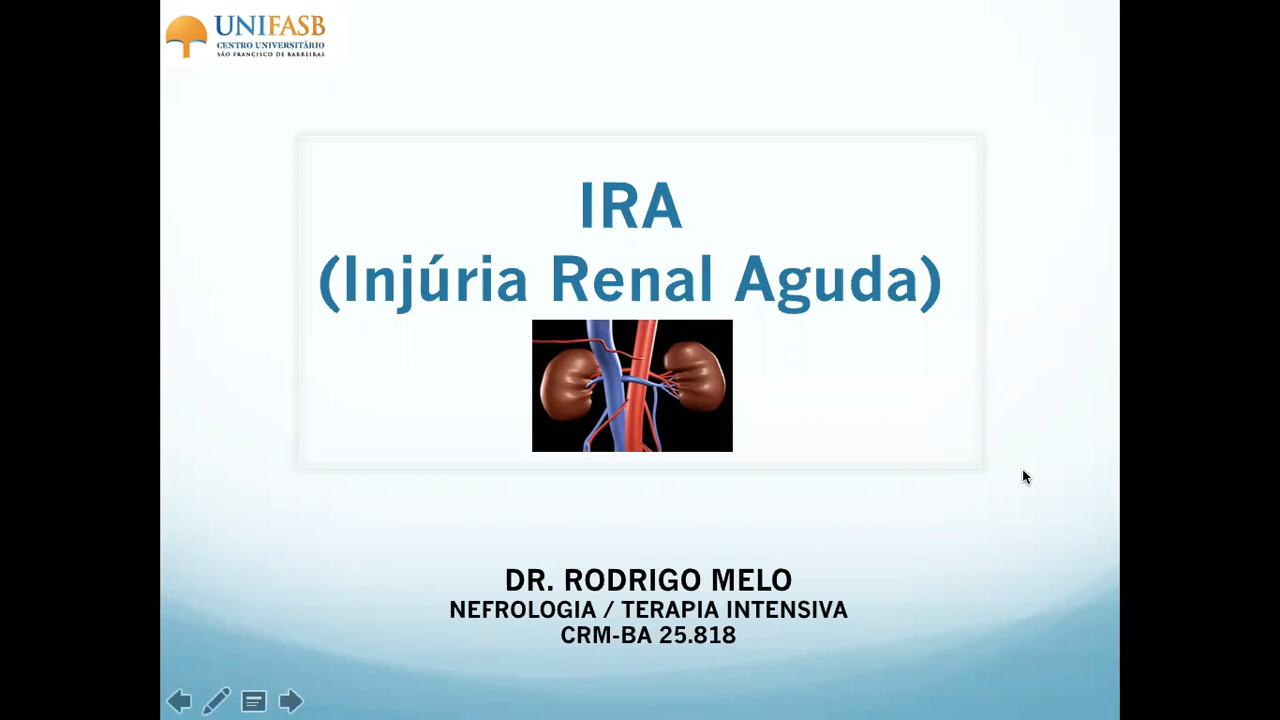 UNIFASB
CENTRO UNIVERSITÁRIO
SÃO FRANCISCO DE BARREIRAS
IRA
(Injúria Renal Aguda)
DR. RODRIGO MELO
NEFROLOGIA / TERAPIA INTENSIVA
CRM-BA 25.818